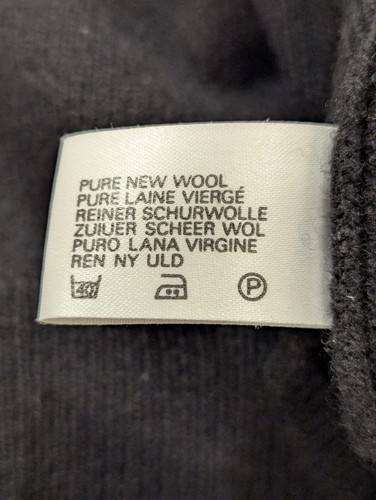 PURE NEW WOOL
PURE LAINE VIERGÉ
REINER SCHURWOLLE
ZUIUER SCHEER WOL
PURO LANA VIRGINE
REN NY ULD
40 P